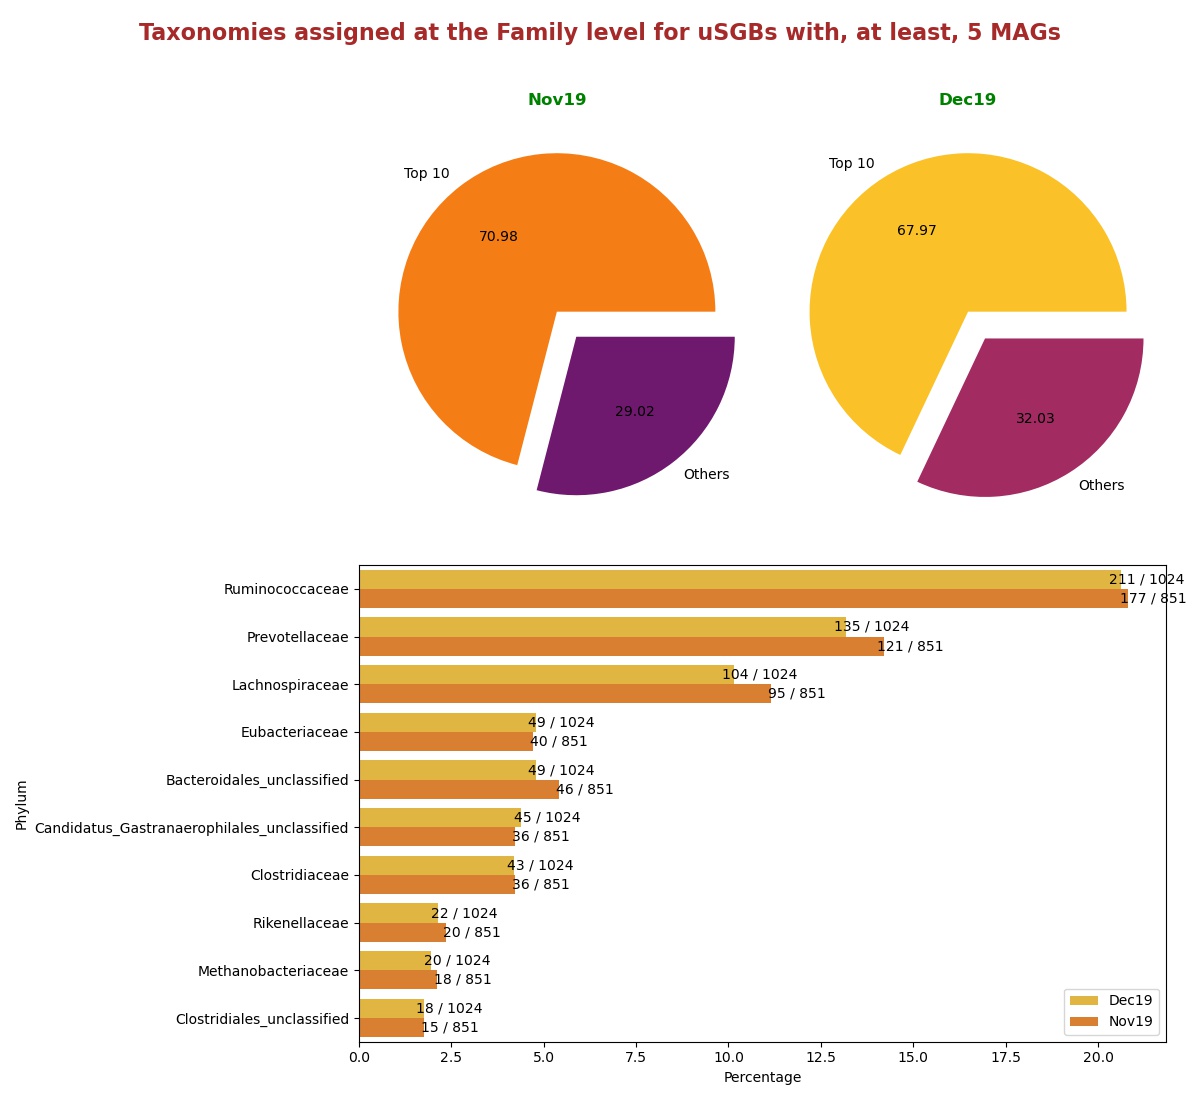 Taxonomies assigned at the Family level for uSGBs with, at least, 5 MAGs
Nov19
Dec19
Top 10
70.98
29.02
Others
Top 10
67.97
32.03
Others
Phylum
Ruminococcaceae
211 / 1024
177 / 851
Prevotellaceae
135 / 1024
121 / 851
Lachnospiraceae
104 / 1024
95 / 851
Eubacteriaceae
49 / 1024
40 / 851
Bacteroidales_unclassified
49 / 1024
46 / 851
Candidatus_Gastranaerophilales_unclassified
45 / 1024
36 / 851
Clostridiaceae
43 / 1024
36 / 851
Rikenellaceae
22 / 1024
20 / 851
Methanobacteriaceae
20 / 1024
18 / 851
Clostridiales_unclassified
18 / 1024
15 / 851
Dec19
Nov19
0.0 2.5 5.0 7.5 10.0 12.5 15.0 17.5 20.0
Percentage